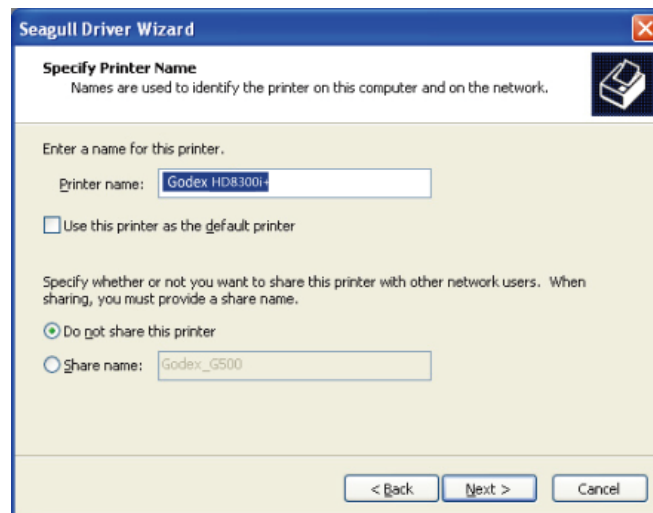 Seagull Driver Wizard
Specify Printer Name
Names are used to identify the printer on this computer and on the network.
Enter a name for this printer.
Printer name:
Godex HD8300i+
Use this printer as the default printer
Specify whether or not you want to share this printer with other network users. When
sharing, you must provide a share name.
Do not share this printer
Share name:
Godex_G500
< Back
Next >
Cancel